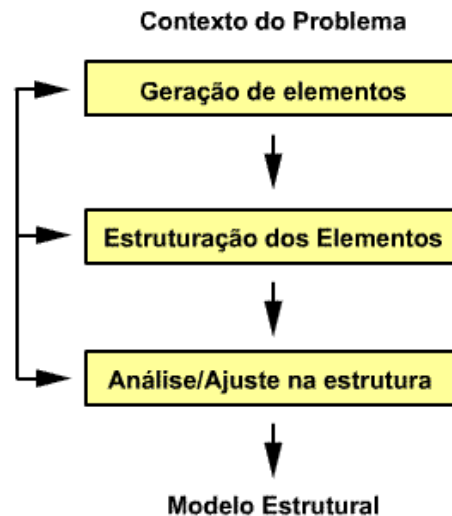 Contexto do Problema
Geração de elementos
Estruturação dos Elementos
Análise/Ajuste na estrutura
Modelo Estrutural